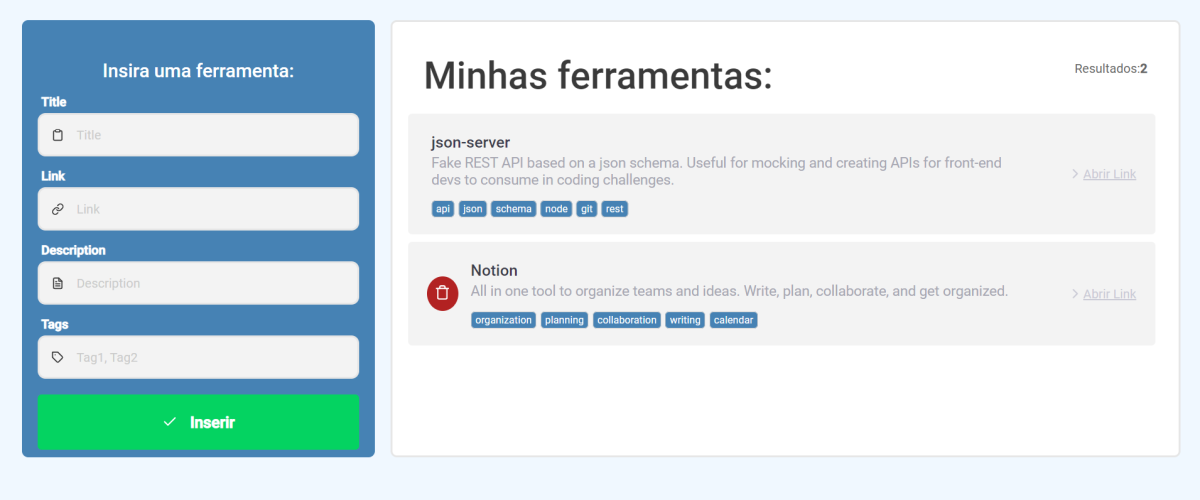 Insira uma ferramenta:
Title
Title
Link
Link
Description
Description
Tags
Tag1, Tag2
Inserir
Minhas ferramentas:
Resultados:2
json-server
Fake REST API based on a json schema. Useful for mocking and creating APIs for front-end
devs to consume in coding challenges.
api json schema node git rest
Abrir Link
Notion
All in one tool to organize teams and ideas. Write, plan, collaborate, and get organized.
organization planning collaboration writing calendar
Abrir Link